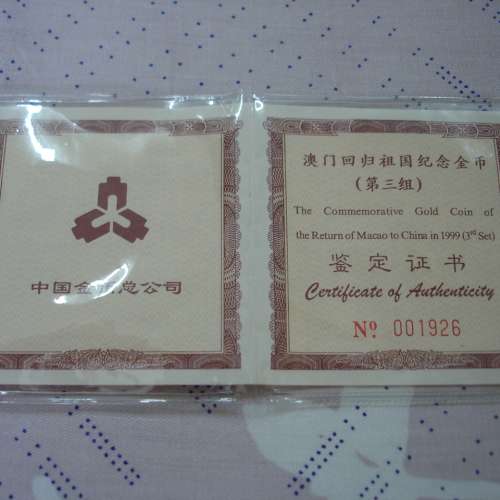 中国金币总公司
澳门回归祖国纪念金币
(第三组)
The Commemorative Gold Coin of
the Return of Macao to China in 1999 (3rd Set)
鉴定证书
Certificate of Authenticity
Nº 001926